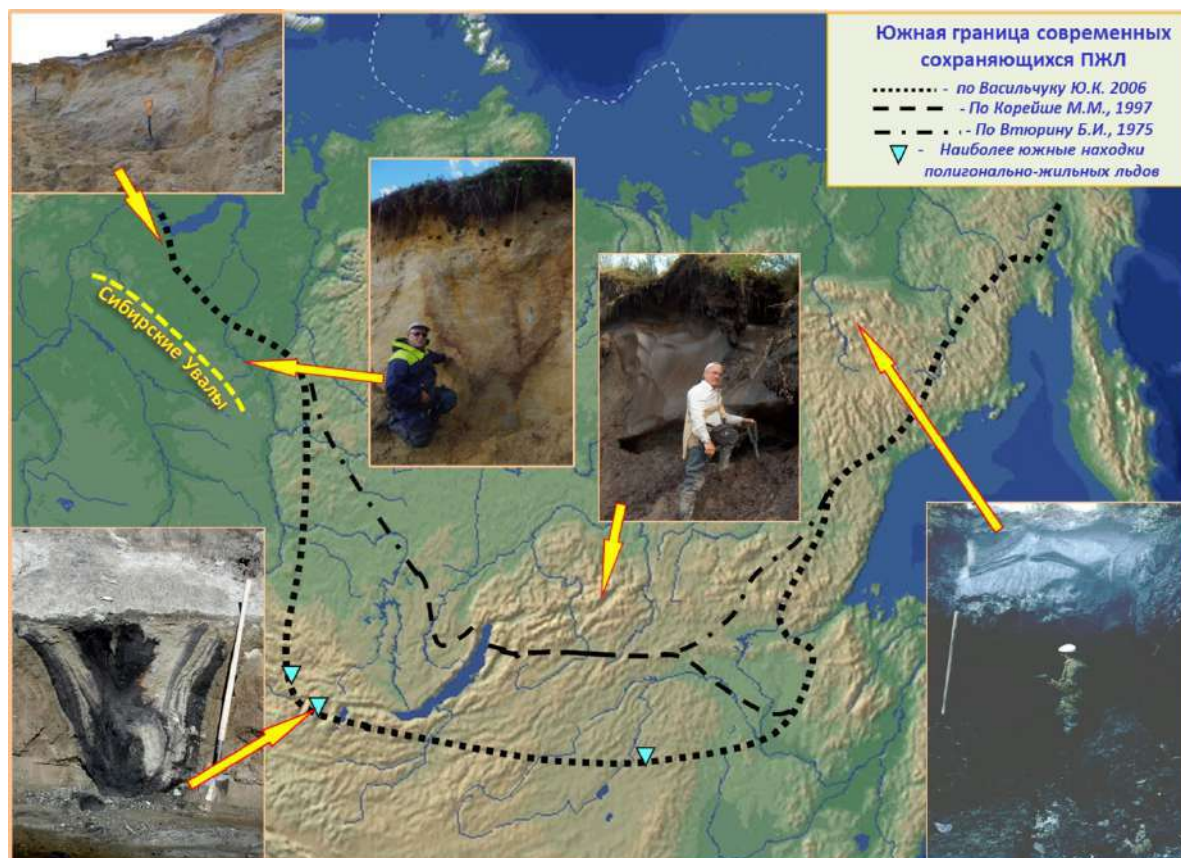 Южная граница современных
сохраняющихся ПЖЛ
- по Васильчуку Ю.К. 2006
- По Корейше М.М., 1997
- По Втюрину Б.И., 1975
- Наиболее южные находки
полигонально-жильных льдов
Сибирские Увалы